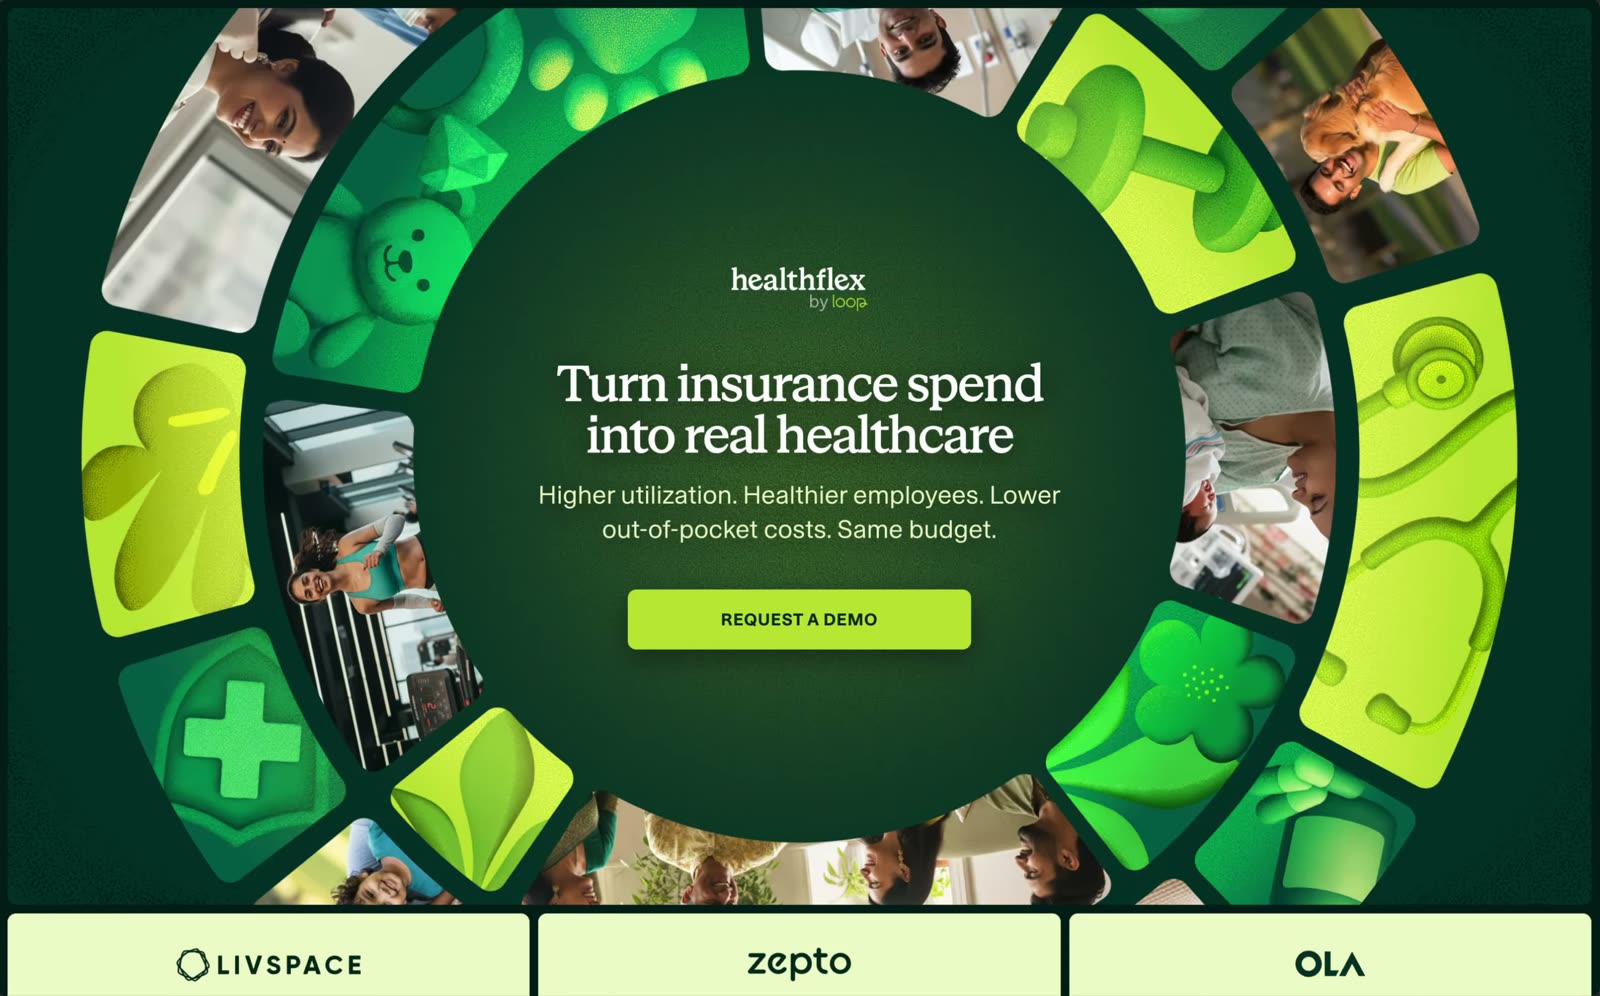 healthflex
by loop
Turn insurance spend
into real healthcare
Higher utilization. Healthier employees. Lower
out-of-pocket costs. Same budget.
REQUEST A DEMO
LIVSPACE
zepto
OLA